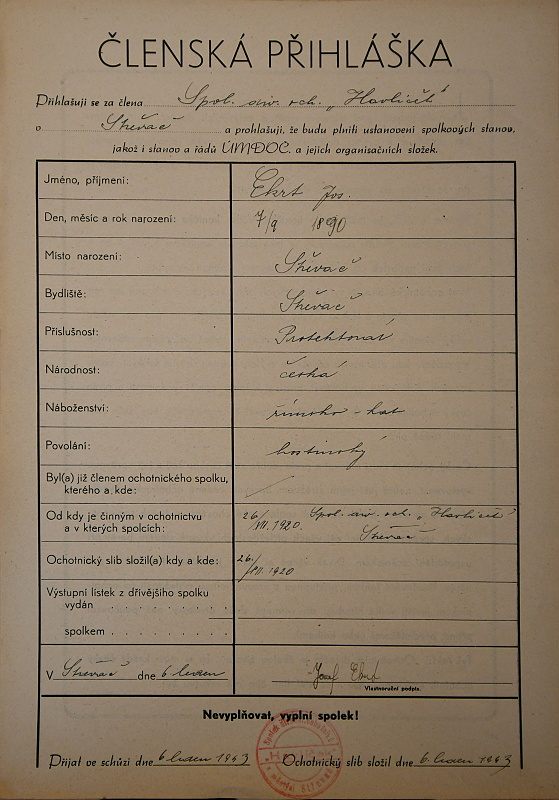 ČLENSKÁ PŘIHLÁŠKA
Přihlašuji se za člena Spol. div. och. „Havlíček“
v Střevač a prohlašuji, že budu plniti ustanovení spolkových stanov,
jakož i stanov a řádů ÚMDOC. a jejich organisačních složek.
Jméno, příjmení: Ekrt Jos.
Den, měsíc a rok narození: 7/9 1890
Místo narození: Střevač
Bydliště: Střevač
Příslušnost: Protektorát
Národnost: česká
Náboženství: římsko-kat
Povolání: hostinský
Byl(a) již členem ochotnického spolku,
kterého a kde:
Od kdy je činným v ochotnictvu 26/VII. 1920. Spol. div. och. „Havlíček“
a v kterých spolcích: Střevač
Ochotnický slib složil(a) kdy a kde: 26/VII. 1920
Výstupní lístek z dřívějšího spolku
vydán
spolkem
V Střevač dne 6 leden Josef Ekrt
Vlastnoruční podpis.
Nevyplňovat, vyplní spolek!
Přijat ve schůzi dne 6 leden 1943 Ochotnický slib složil dne 6. leden 1943